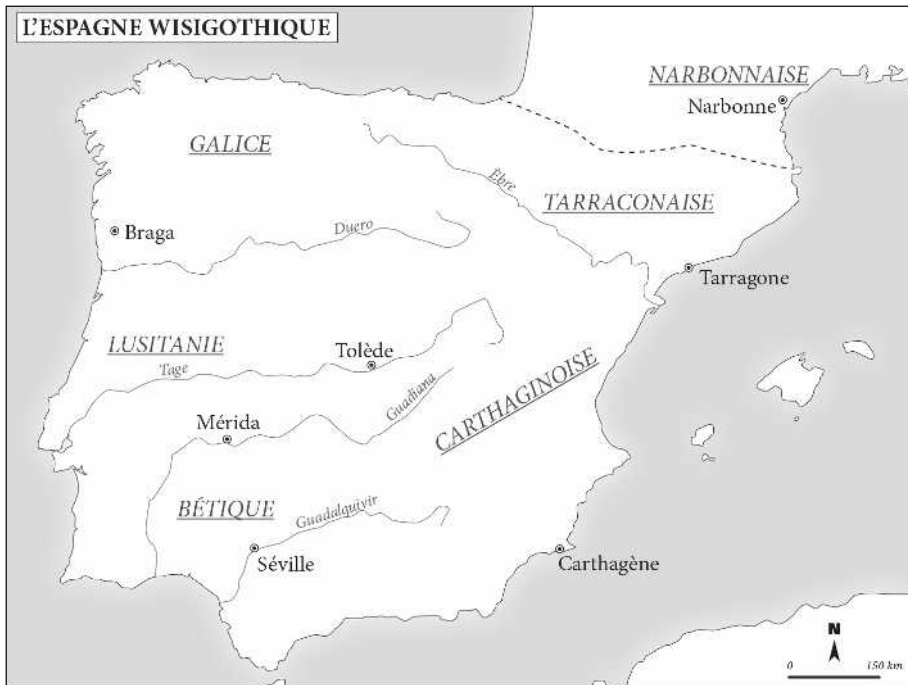 L'ESPAGNE WISIGOTHIQUE
NARBONNAISE
Narbonne
GALICE
Èbre
TARRACONAISE
Braga
Duero
Tarragone
LUSITANIE
Tolède
Tage
Guadiana
CARTHAGINOISE
Mérida
BÉTIQUE
Guadalquivir
Séville
Carthagène
N
0 150 km